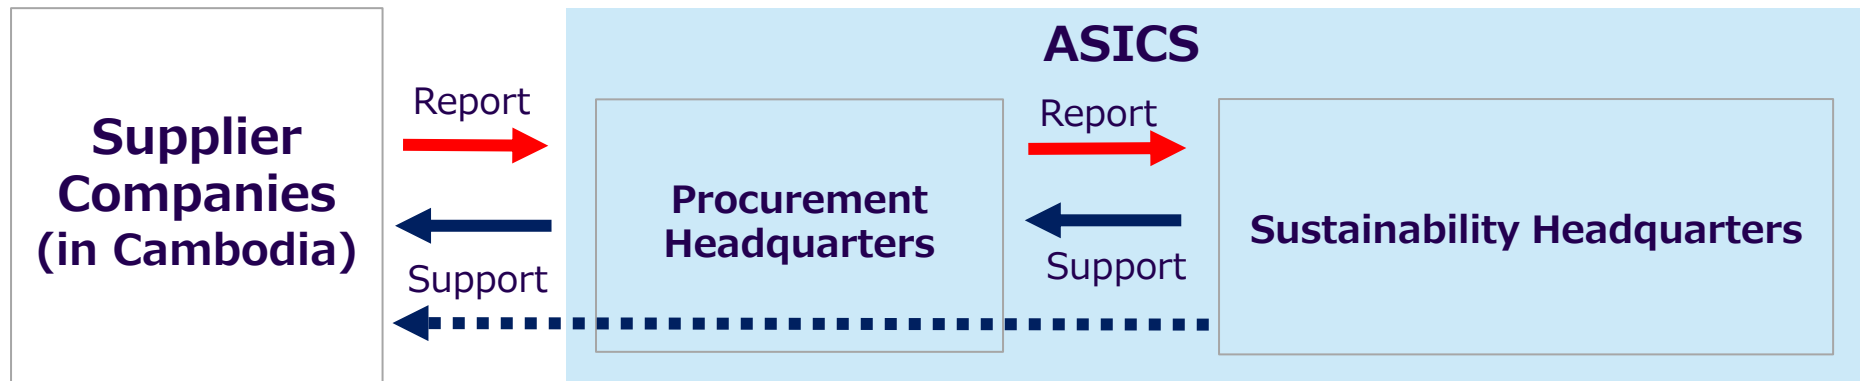 ASICS
Supplier
Companies
(in Cambodia)
Report
Support
Procurement
Headquarters
Report
Support
Sustainability Headquarters